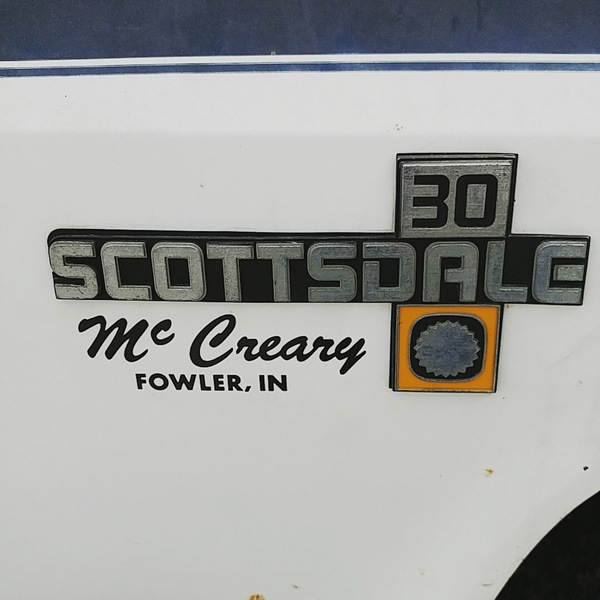 30
SCOTTSDALE
Mc Creary
FOWLER, IN